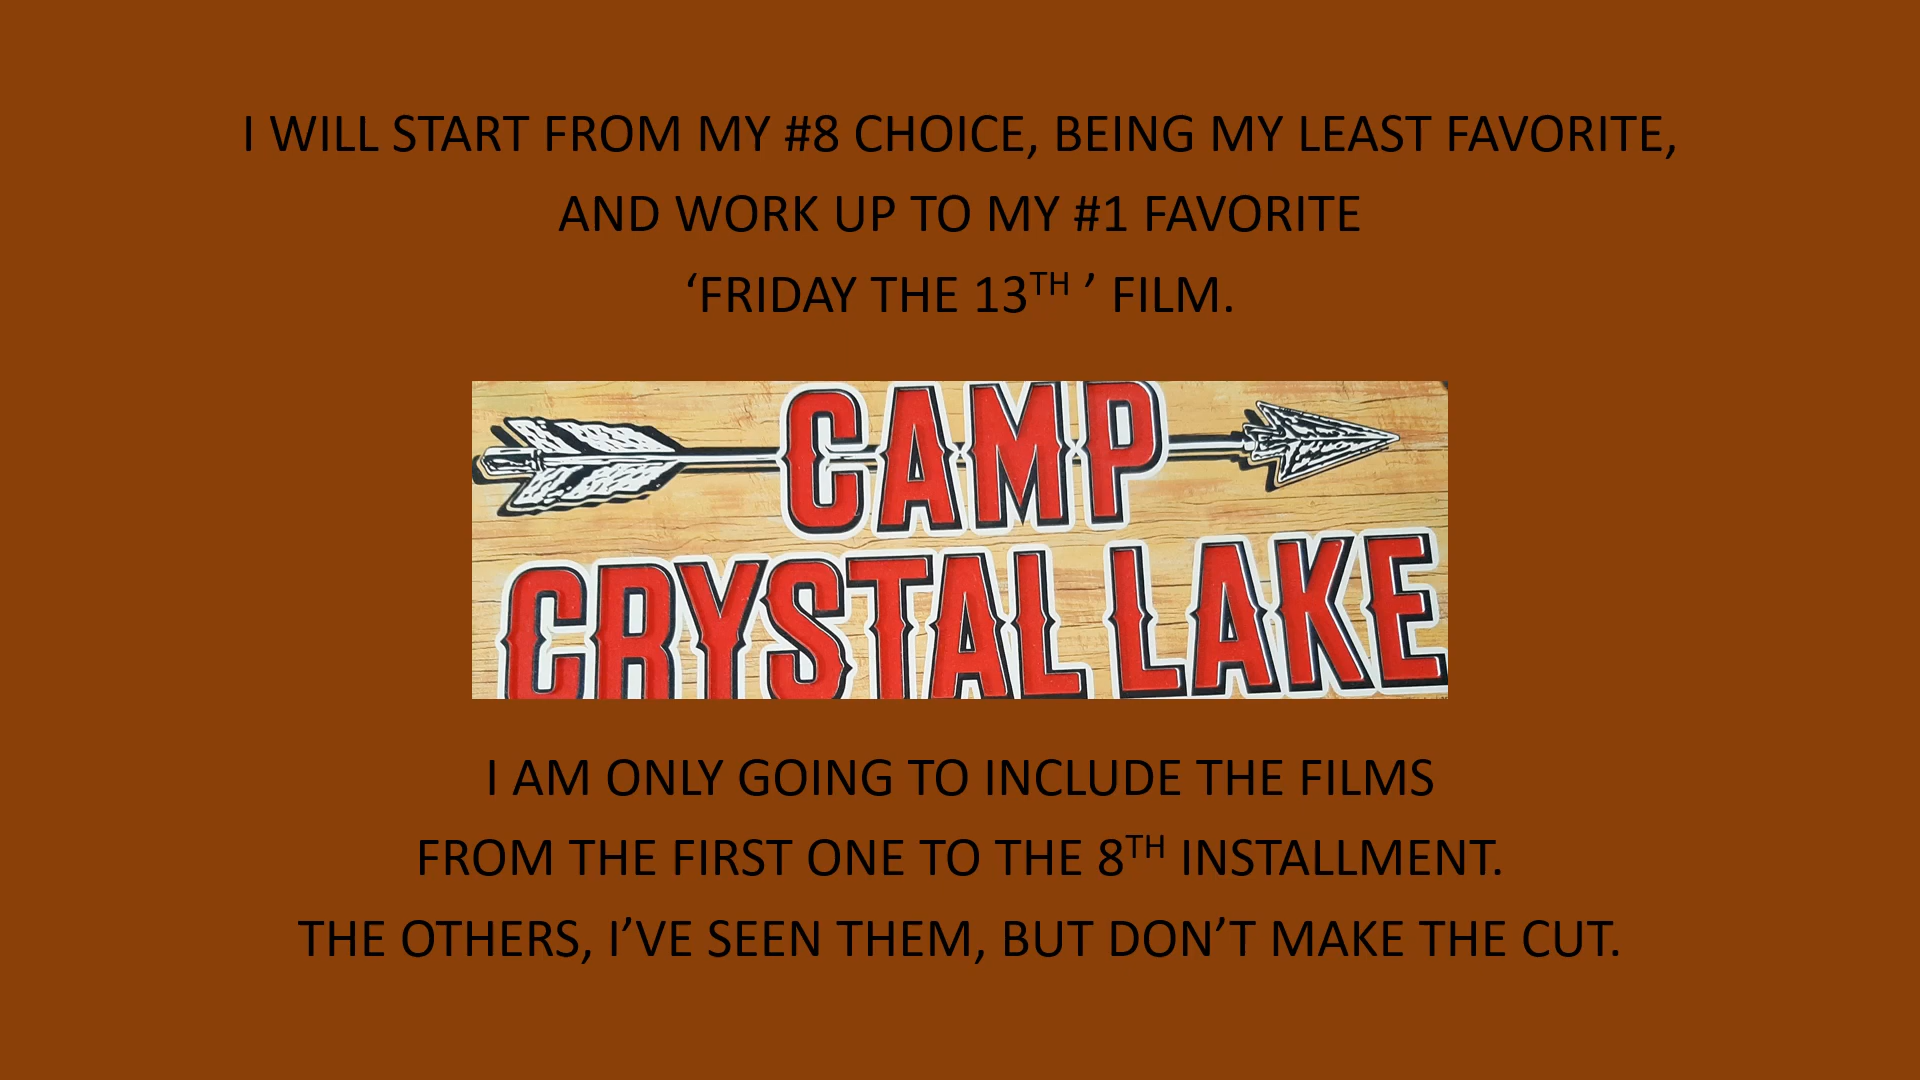 I WILL START FROM MY #8 CHOICE, BEING MY LEAST FAVORITE,
AND WORK UP TO MY #1 FAVORITE
‘FRIDAY THE 13TH ’ FILM.
CAMP
CRYSTAL LAKE
I AM ONLY GOING TO INCLUDE THE FILMS
FROM THE FIRST ONE TO THE 8TH INSTALLMENT.
THE OTHERS, I’VE SEEN THEM, BUT DON’T MAKE THE CUT.